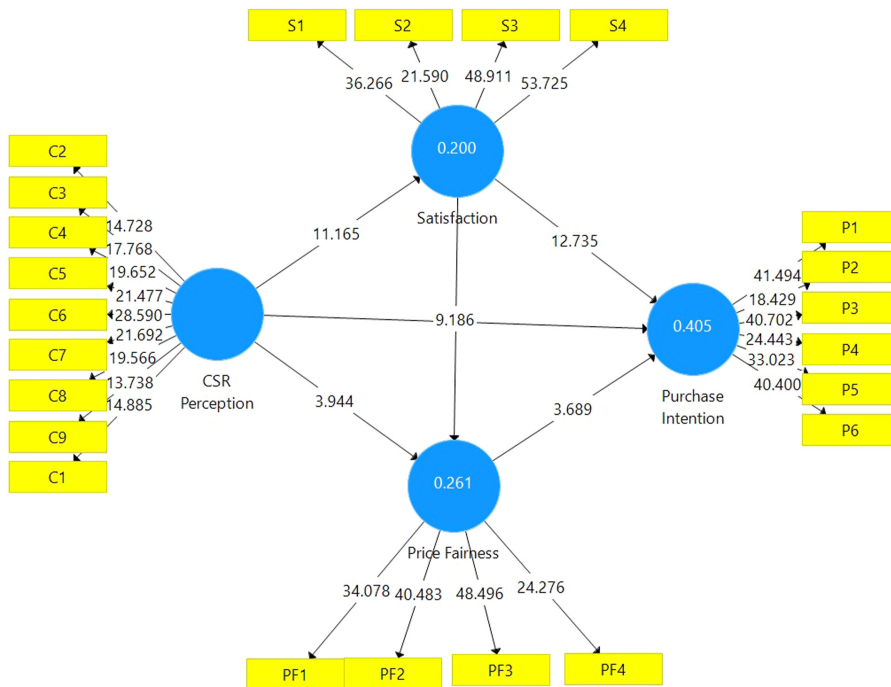 S1 S2 S3 S4
36.266 21.590 48.911 53.725
0.200
Satisfaction
C2
C3
C4
C5
C6
C7
C8
C9
C1
14.728
17.768
19.652
21.477
28.590
21.692
19.566
13.738
14.885
CSR
Perception
11.165
12.735
9.186
3.944
3.689
0.405
Purchase
Intention
41.494
18.429
40.702
24.443
33.023
40.400
P1
P2
P3
P4
P5
P6
0.261
Price Fairness
34.078 40.483 48.496 24.276
PF1 PF2 PF3 PF4